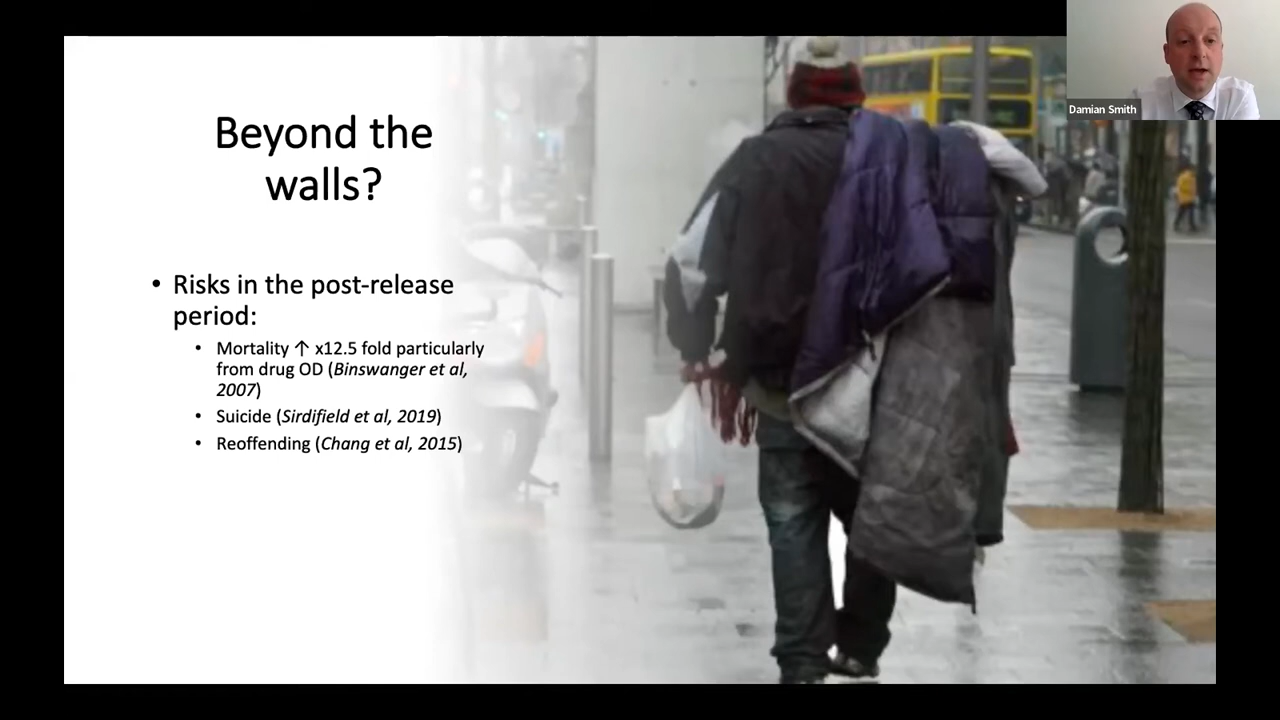 Beyond the
walls?
• Risks in the post-release
period:
• Mortality ↑ x12.5 fold particularly
from drug OD (Binswanger et al,
2007)
• Suicide (Sirdifield et al, 2019)
• Reoffending (Chang et al, 2015)
Damian Smith